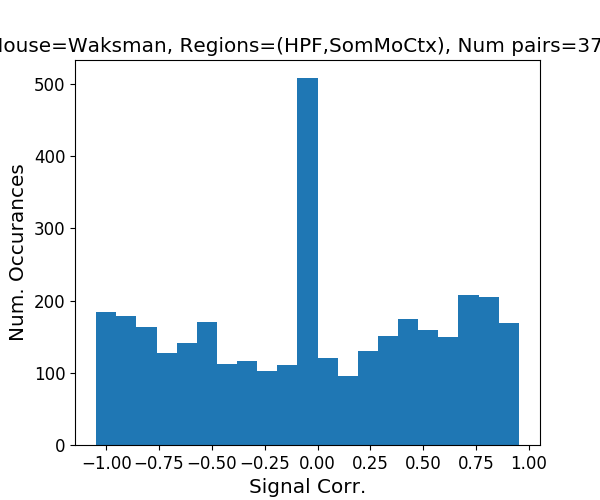 ouse=Waksman, Regions=(HPF,SomMoCtx), Num pairs=37
500
400
300
200
100
0
Num. Occurances
−1.00 −0.75 −0.50 −0.25 0.00 0.25 0.50 0.75 1.00
Signal Corr.